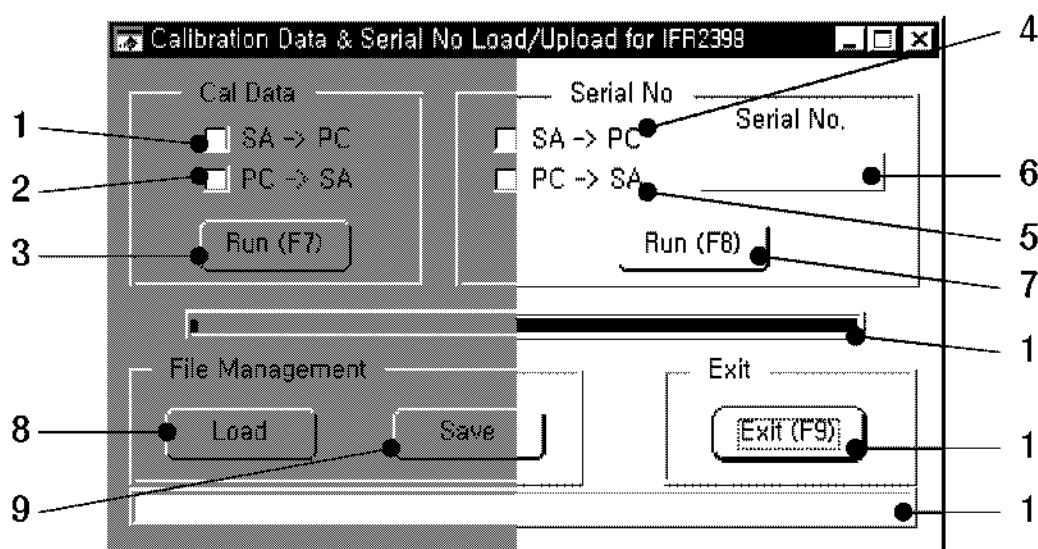 Calibration Data & Serial No Load/Upload for IFR2398
4
Cal Data
Serial No
1
SA -> PC
SA -> PC
Serial No.
2
PC -> SA
PC -> SA
6
3
Run (F7)
Run (F8)
5
7
1
File Management
Exit
8
Load
Save
Exit (F9)
1
9
1